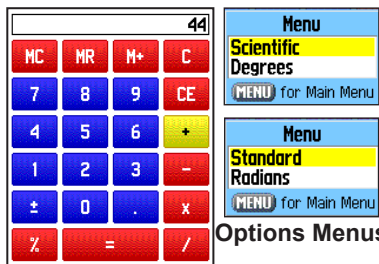 44
MC MR M+ C
7 8 9 CE
4 5 6 +
1 2 3 -
± 0 . x
% = /
Menu
Scientific
Degrees
MENU for Main Menu
Menu
Standard
Radians
MENU for Main Menu
Options Menus